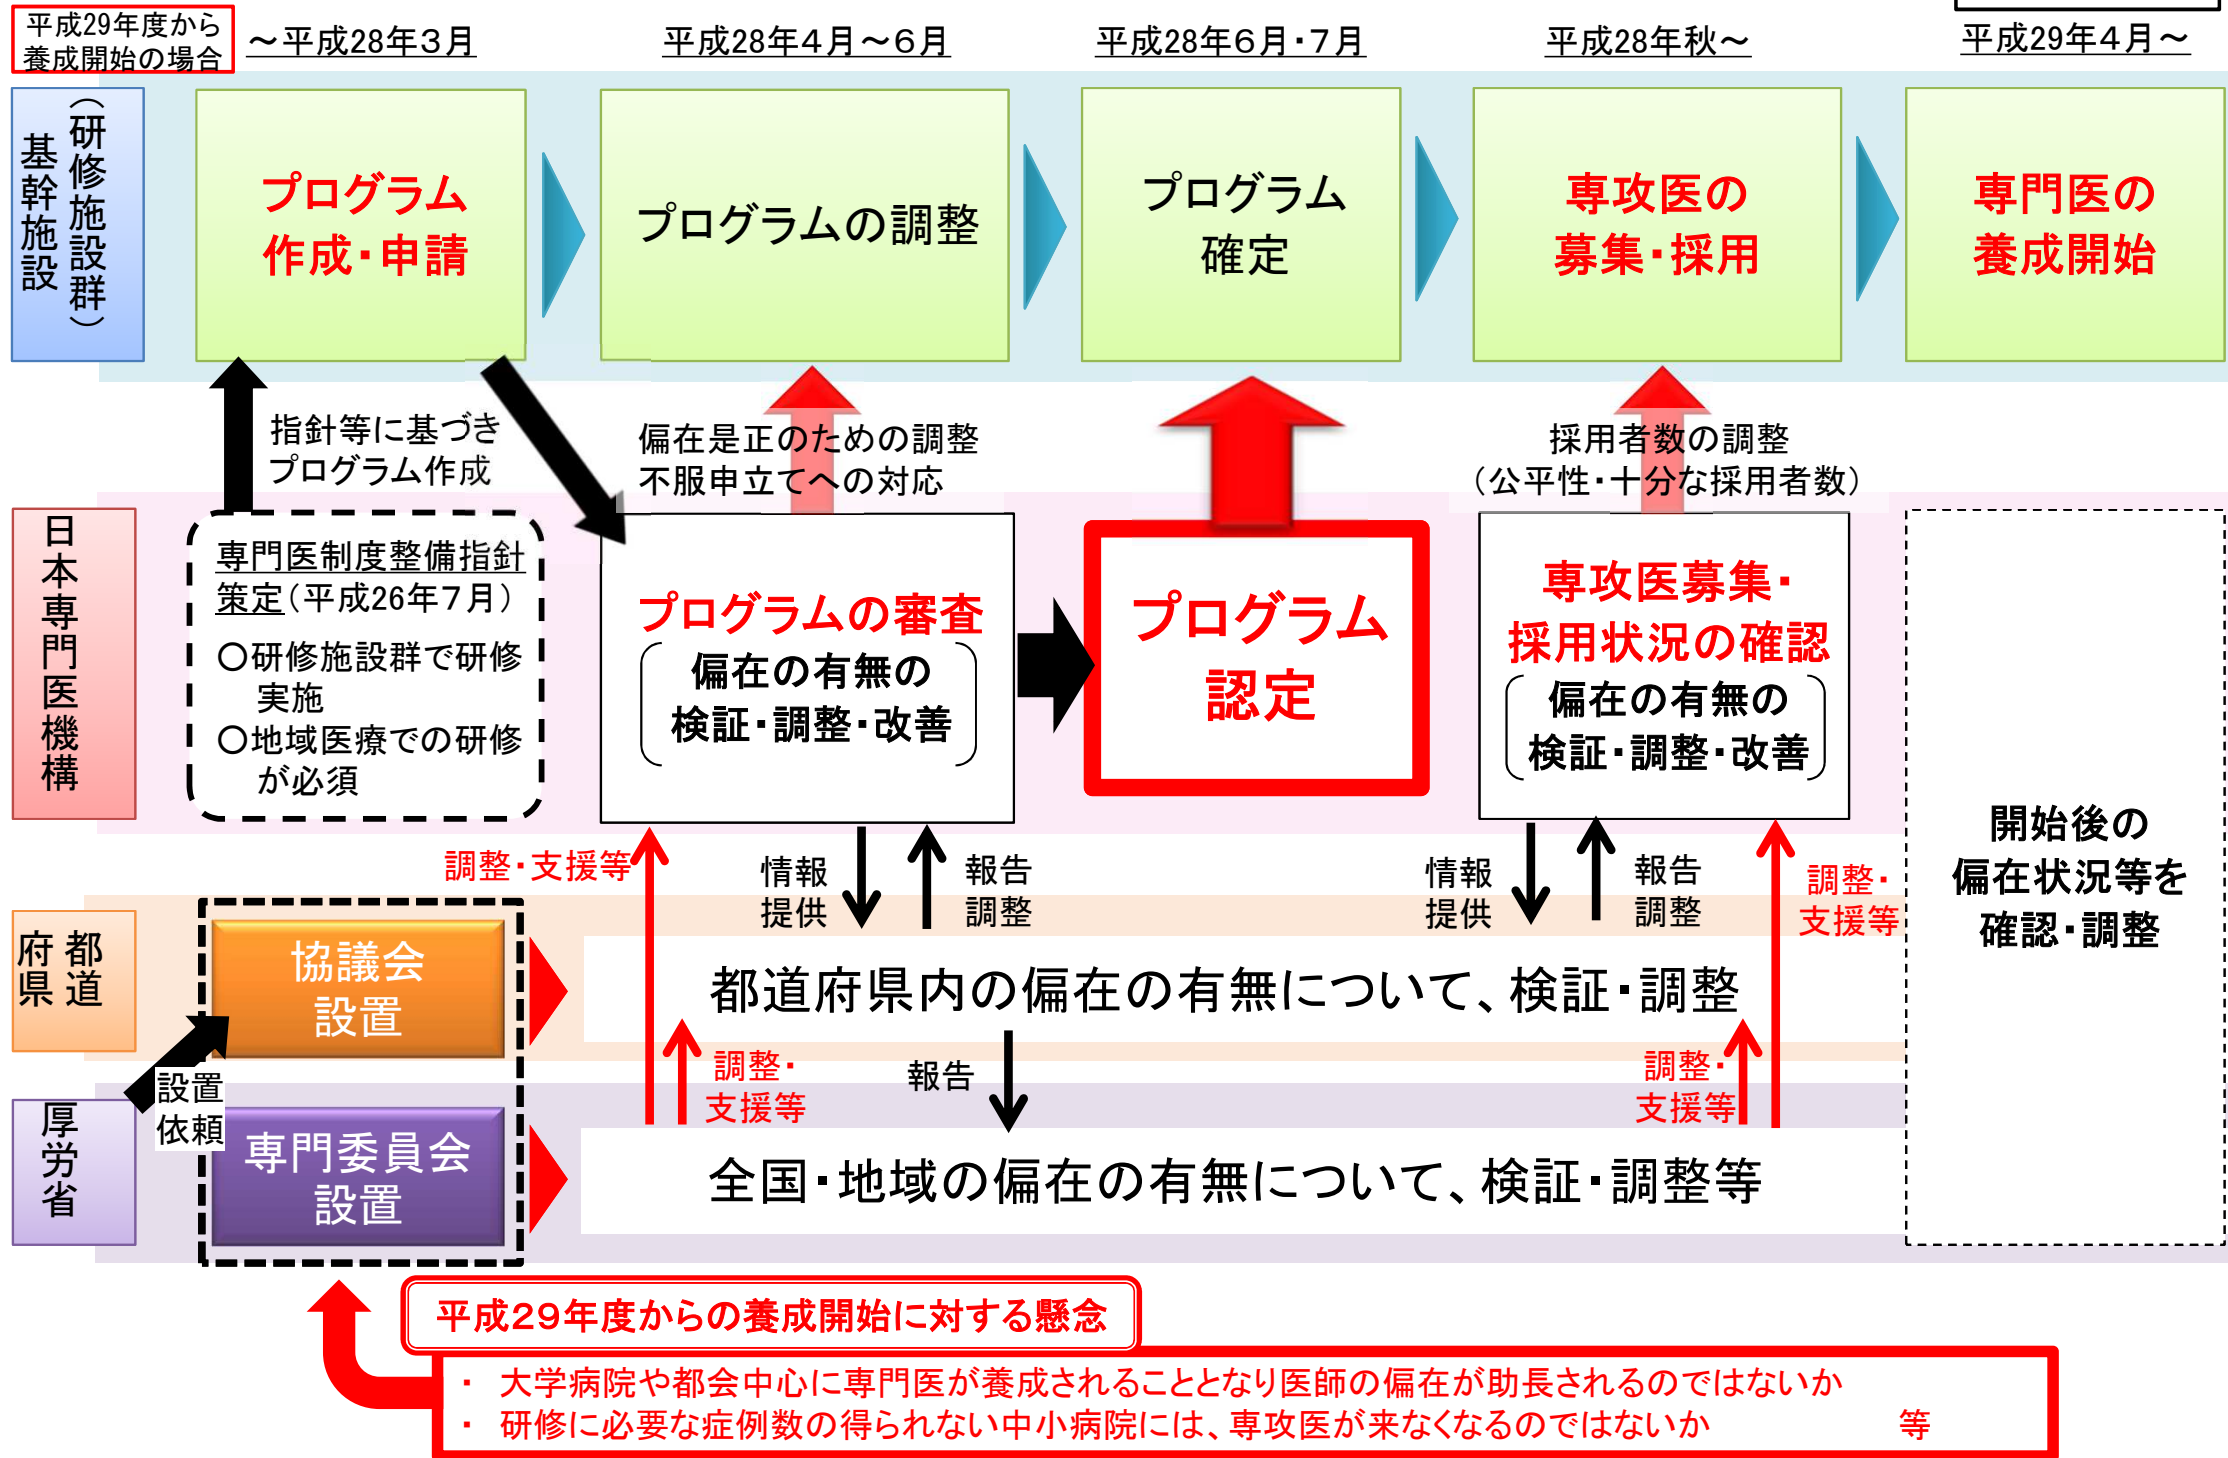 平成29年度から
養成開始の場合
～平成28年3月
平成28年4月～6月
平成28年6月・7月
平成28年秋～
平成29年4月～
基幹施設
（研修施設群）
プログラム
作成・申請
プログラムの調整
プログラム
確定
専攻医の
募集・採用
専門医の
養成開始
指針等に基づき
プログラム作成
偏在是正のための調整
不服申立てへの対応
採用者数の調整
（公平性・十分な採用者数）
日本専門医機構
専門医制度整備指針
策定（平成26年7月）
○研修施設群で研修
実施
○地域医療での研修
が必須
プログラムの審査
偏在の有無の
検証・調整・改善
プログラム
認定
専攻医募集・
採用状況の確認
偏在の有無の
検証・調整・改善
開始後の
偏在状況等を
確認・調整
調整・支援等
情報
提供
報告
調整
情報
提供
報告
調整
調整・
支援等
都道
府県
協議会
設置
都道府県内の偏在の有無について、検証・調整
設置
依頼
調整・
支援等
報告
調整・
支援等
厚労省
専門委員会
設置
全国・地域の偏在の有無について、検証・調整等
平成29年度からの養成開始に対する懸念
・ 大学病院や都会中心に専門医が養成されることとなり医師の偏在が助長されるのではないか
・ 研修に必要な症例数の得られない中小病院には、専攻医が来なくなるのではないか 等